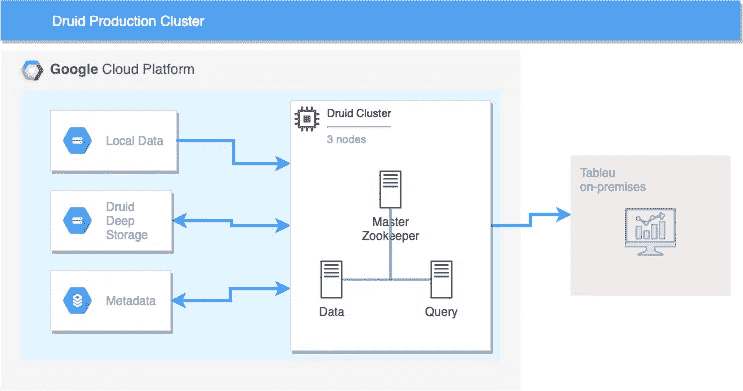 Druid Production Cluster
Google Cloud Platform
Local Data
Druid
Deep
Storage
Metadata
Druid Cluster
3 nodes
Master
Zookeeper
Data
Query
Tableu
on-premises